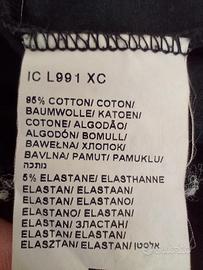 IC L991 XC
95% COTTON/ COTON/
BAUMWOLLE/ KATOEN/
COTONE/ ALGODÃO/
ALGODÓN/ BOMULL/
BAWEŁNA/ ХЛОПОК/
BAVLNA/ PAMUT/ PAMUKLU/
כותנה
5% ELASTANE/ ELASTHANNE
ELASTAN/ ELASTAAN/
ELASTAN/ ELASTANO/
ELASTANO/ ELASTAN/
ELASTAN/ ЭЛАСТАН/
ELASTAN/ ELASTAN/
ELASZTÁN/ ELASTAN/ אלסטן